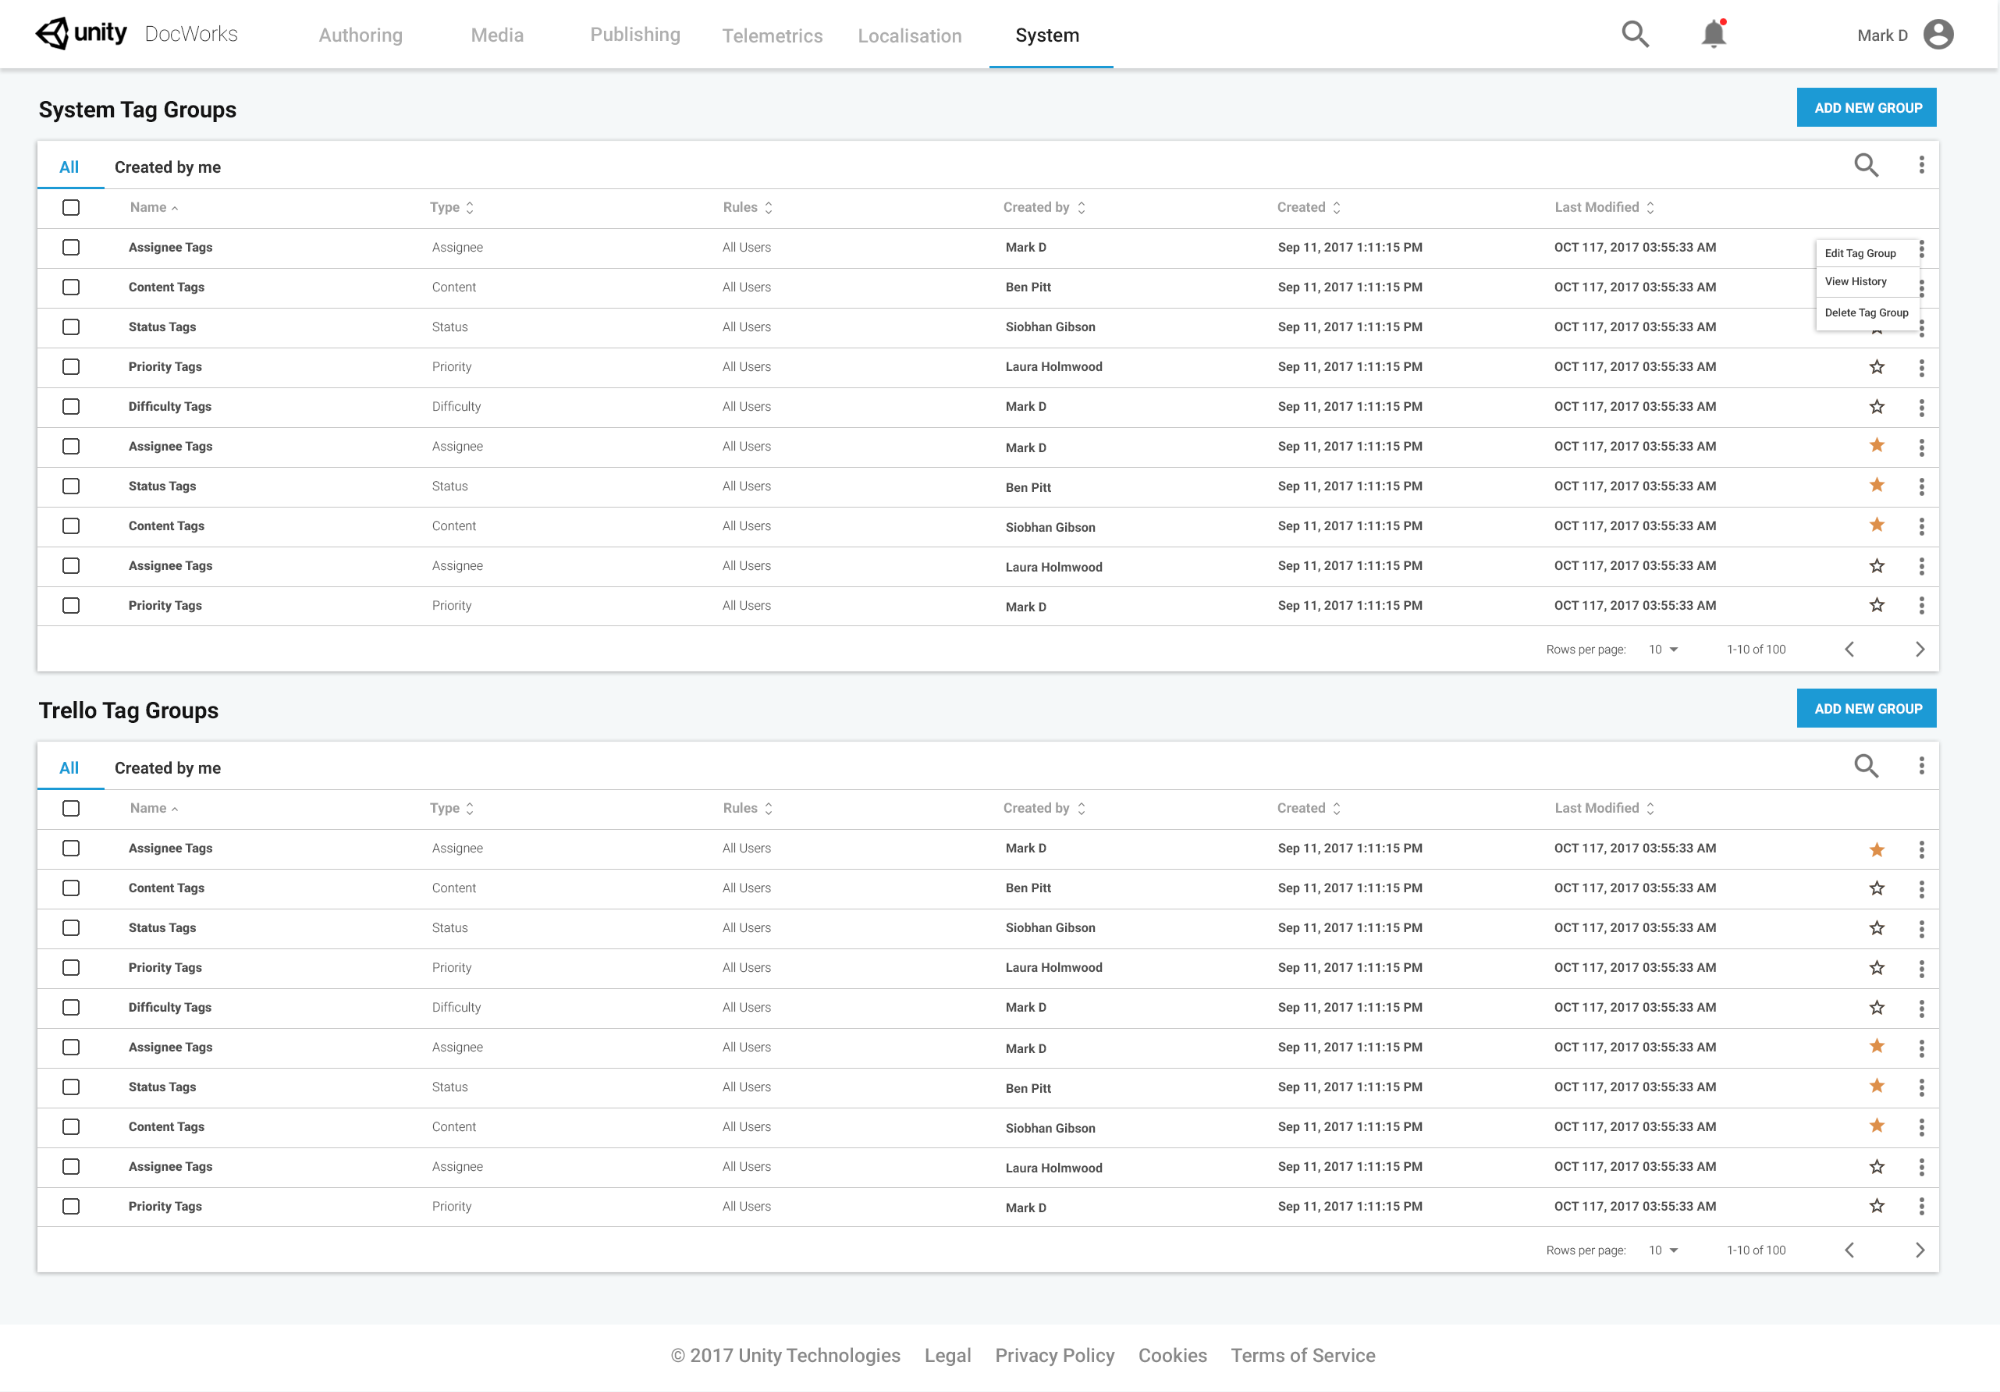 unity DocWorks Authoring Media Publishing Telemetrics Localisation System Mark D
System Tag Groups ADD NEW GROUP
All Created by me
Name Type Rules Created by Created Last Modified
Assignee Tags Assignee All Users Mark D Sep 11, 2017 1:11:15 PM OCT 117, 2017 03:55:33 AM
Edit Tag Group
Content Tags Content All Users Ben Pitt Sep 11, 2017 1:11:15 PM OCT 117, 2017 03:55:33 AM
View History
Status Tags Status All Users Siobhan Gibson Sep 11, 2017 1:11:15 PM OCT 117, 2017 03:55:33 AM
Delete Tag Group
Priority Tags Priority All Users Laura Holmwood Sep 11, 2017 1:11:15 PM OCT 117, 2017 03:55:33 AM
Difficulty Tags Difficulty All Users Mark D Sep 11, 2017 1:11:15 PM OCT 117, 2017 03:55:33 AM
Assignee Tags Assignee All Users Mark D Sep 11, 2017 1:11:15 PM OCT 117, 2017 03:55:33 AM
Status Tags Status All Users Ben Pitt Sep 11, 2017 1:11:15 PM OCT 117, 2017 03:55:33 AM
Content Tags Content All Users Siobhan Gibson Sep 11, 2017 1:11:15 PM OCT 117, 2017 03:55:33 AM
Assignee Tags Assignee All Users Laura Holmwood Sep 11, 2017 1:11:15 PM OCT 117, 2017 03:55:33 AM
Priority Tags Priority All Users Mark D Sep 11, 2017 1:11:15 PM OCT 117, 2017 03:55:33 AM
Rows per page: 10 1-10 of 100
Trello Tag Groups ADD NEW GROUP
All Created by me
Name Type Rules Created by Created Last Modified
Assignee Tags Assignee All Users Mark D Sep 11, 2017 1:11:15 PM OCT 117, 2017 03:55:33 AM
Content Tags Content All Users Ben Pitt Sep 11, 2017 1:11:15 PM OCT 117, 2017 03:55:33 AM
Status Tags Status All Users Siobhan Gibson Sep 11, 2017 1:11:15 PM OCT 117, 2017 03:55:33 AM
Priority Tags Priority All Users Laura Holmwood Sep 11, 2017 1:11:15 PM OCT 117, 2017 03:55:33 AM
Difficulty Tags Difficulty All Users Mark D Sep 11, 2017 1:11:15 PM OCT 117, 2017 03:55:33 AM
Assignee Tags Assignee All Users Mark D Sep 11, 2017 1:11:15 PM OCT 117, 2017 03:55:33 AM
Status Tags Status All Users Ben Pitt Sep 11, 2017 1:11:15 PM OCT 117, 2017 03:55:33 AM
Content Tags Content All Users Siobhan Gibson Sep 11, 2017 1:11:15 PM OCT 117, 2017 03:55:33 AM
Assignee Tags Assignee All Users Laura Holmwood Sep 11, 2017 1:11:15 PM OCT 117, 2017 03:55:33 AM
Priority Tags Priority All Users Mark D Sep 11, 2017 1:11:15 PM OCT 117, 2017 03:55:33 AM
Rows per page: 10 1-10 of 100
© 2017 Unity Technologies Legal Privacy Policy Cookies Terms of Service